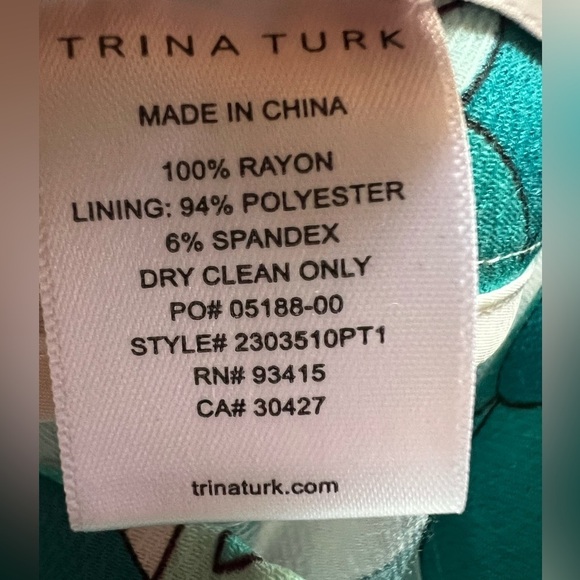 TRINA TURK
MADE IN CHINA
100% RAYON
LINING: 94% POLYESTER
6% SPANDEX
DRY CLEAN ONLY
PO# 05188-00
STYLE# 2303510PT1
RN# 93415
CA# 30427
trinaturk.com